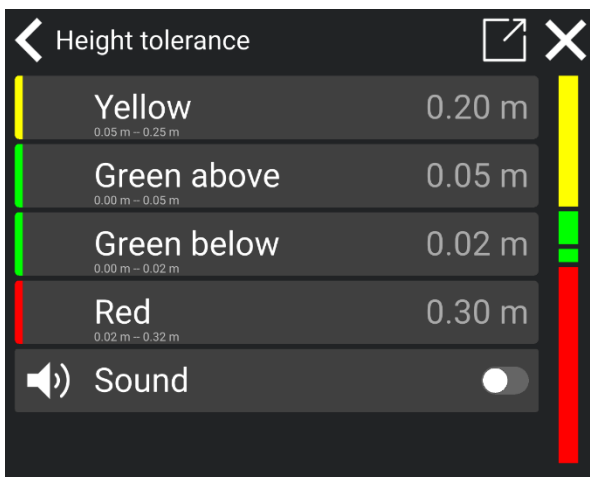 Height tolerance
Yellow 0.20 m
0.05 m – 0.25 m
Green above 0.05 m
0.00 m – 0.05 m
Green below 0.02 m
0.00 m – 0.02 m
Red 0.30 m
0.02 m – 0.32 m
Sound